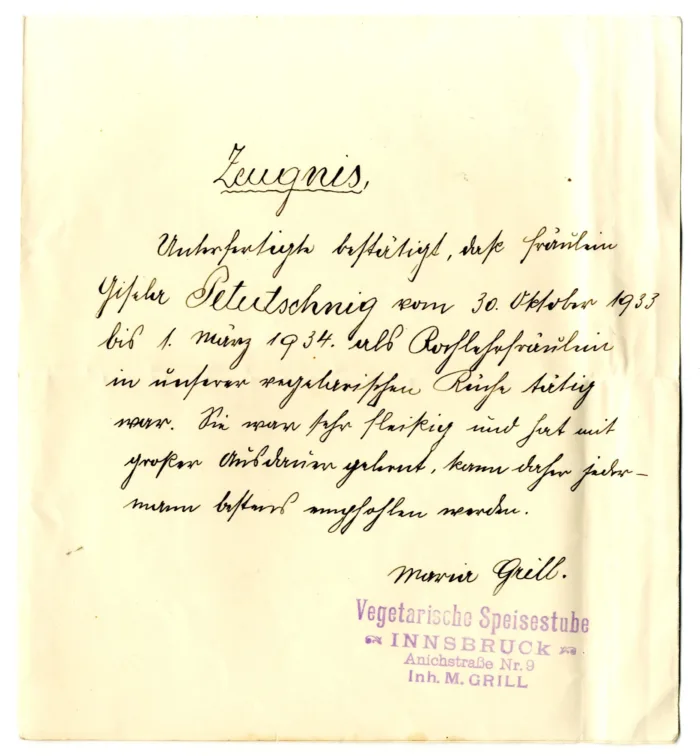 Zeugnis,
Unterfertigte bestätigt, daß Fräulein
Gisela Petutschnig vom 30. Oktober 1933
bis 1. März 1934. als Kochlehrfräulein
in unserer vegetarischen Küche tätig
war. Sie war sehr fleißig und hat mit
großer Ausdauer gelernt, kann daher jeder-
mann bestens empfohlen werden.
Maria Grill.
Vegetarische Speisestube
INNSBRUCK
Anichstraße Nr. 9
Inh. M. GRILL